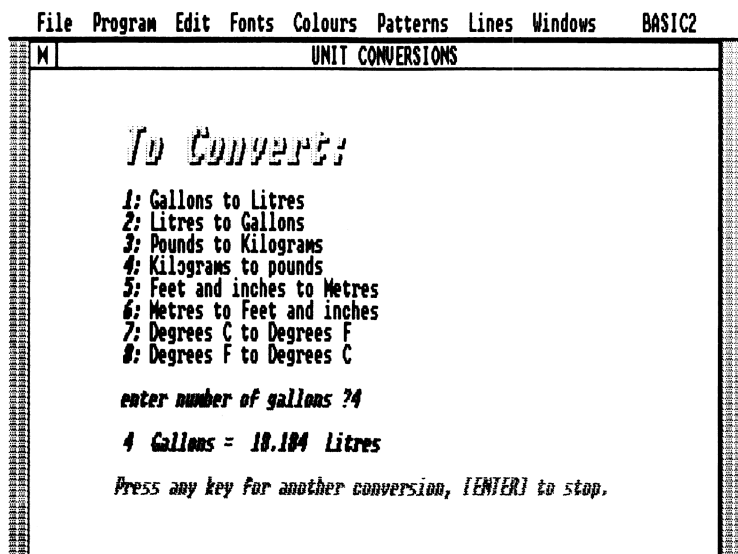 File Program Edit Fonts Colours Patterns Lines Windows BASIC2
UNIT CONVERSIONS
To Convert:
1: Gallons to Litres
2: Litres to Gallons
3: Pounds to Kilograms
4: Kilograms to pounds
5: Feet and inches to Metres
6: Metres to Feet and inches
7: Degrees C to Degrees F
8: Degrees F to Degrees C
enter number of gallons ?4
4 Gallons = 18.184 Litres
Press any key for another conversion, [ENTER] to stop.